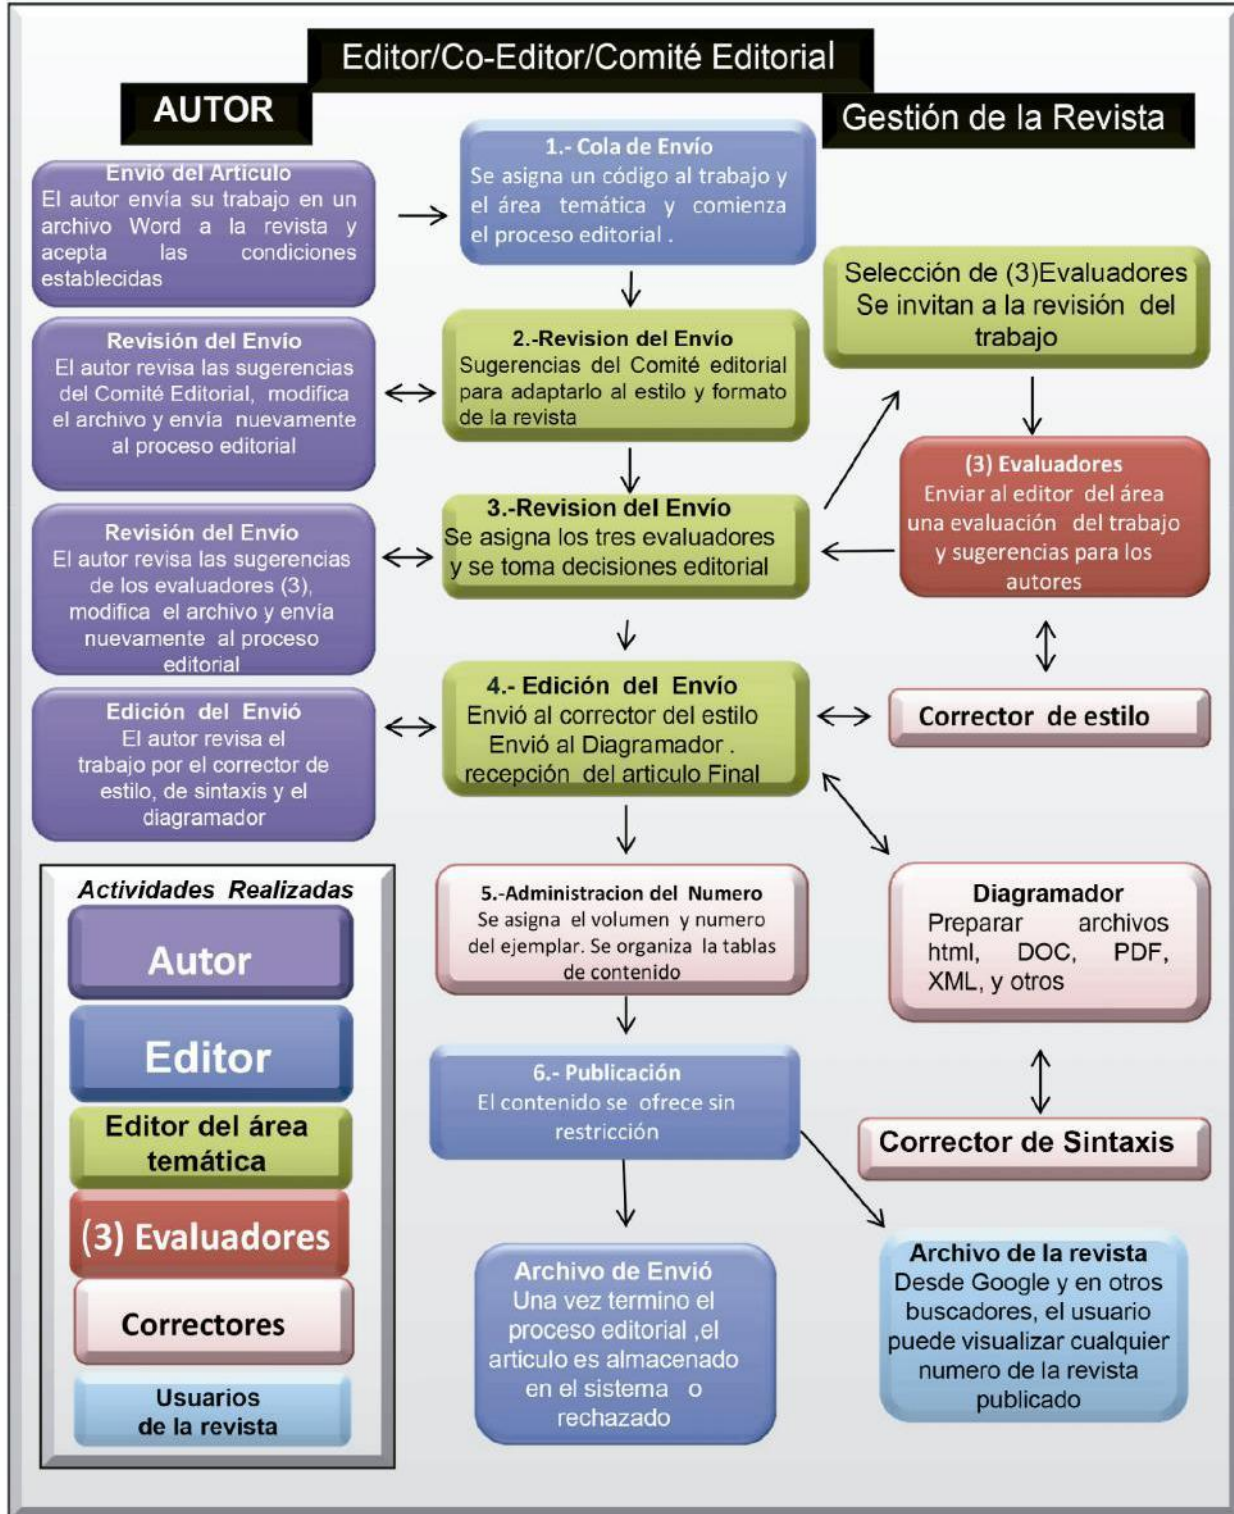 Editor/Co-Editor/Comité Editorial
AUTOR
Gestión de la Revista
Envió del Artículo
El autor envía su trabajo en un
archivo Word a la revista y
acepta las condiciones
establecidas
1.- Cola de Envío
Se asigna un código al trabajo y
el área temática y comienza
el proceso editorial .
Selección de (3)Evaluadores
Se invitan a la revisión del
trabajo
Revisión del Envío
El autor revisa las sugerencias
del Comité Editorial, modifica
el archivo y envía nuevamente
al proceso editorial
2.-Revision del Envío
Sugerencias del Comité editorial
para adaptarlo al estilo y formato
de la revista
(3) Evaluadores
Enviar al editor del área
una evaluación del trabajo
y sugerencias para los
autores
Revisión del Envío
El autor revisa las sugerencias
de los evaluadores (3),
modifica el archivo y envía
nuevamente al proceso
editorial
3.-Revision del Envío
Se asigna los tres evaluadores
y se toma decisiones editorial
Edición del Envió
El autor revisa el
trabajo por el corrector de
estilo, de sintaxis y el
diagramador
4.- Edición del Envío
Envió al corrector del estilo
Envió al Diagramador .
recepción del articulo Final
Corrector de estilo
5.-Administracion del Numero
Se asigna el volumen y numero
del ejemplar. Se organiza la tablas
de contenido
Diagramador
Preparar archivos
html, DOC, PDF,
XML, y otros
6.- Publicación
El contenido se ofrece sin
restricción
Corrector de Sintaxis
Archivo de Envió
Una vez termino el
proceso editorial ,el
articulo es almacenado
en el sistema o
rechazado
Archivo de la revista
Desde Google y en otros
buscadores, el usuario
puede visualizar cualquier
numero de la revista
publicado
Actividades Realizadas
Autor
Editor
Editor del área
temática
(3) Evaluadores
Correctores
Usuarios
de la revista